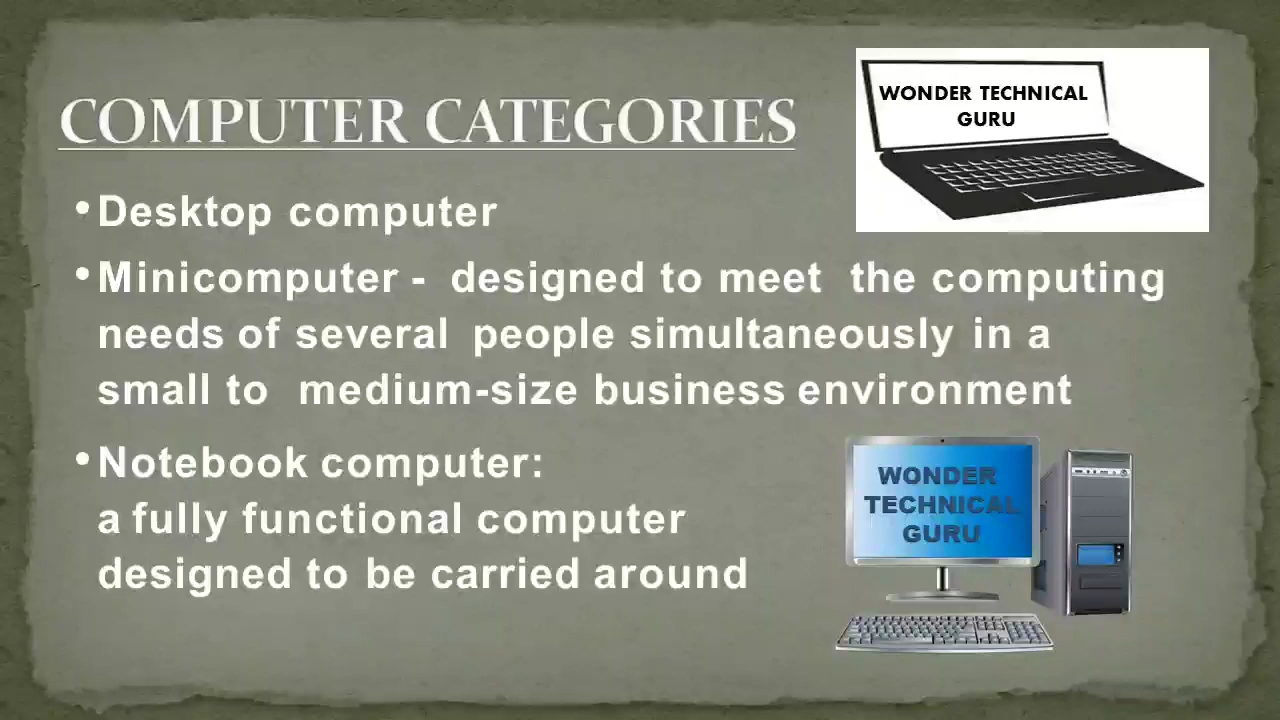 COMPUTER CATEGORIES
WONDER TECHNICAL
GURU
• Desktop computer
• Minicomputer - designed to meet the computing
needs of several people simultaneously in a
small to medium-size business environment
• Notebook computer:
a fully functional computer
designed to be carried around
WONDER
TECHNICAL
GURU